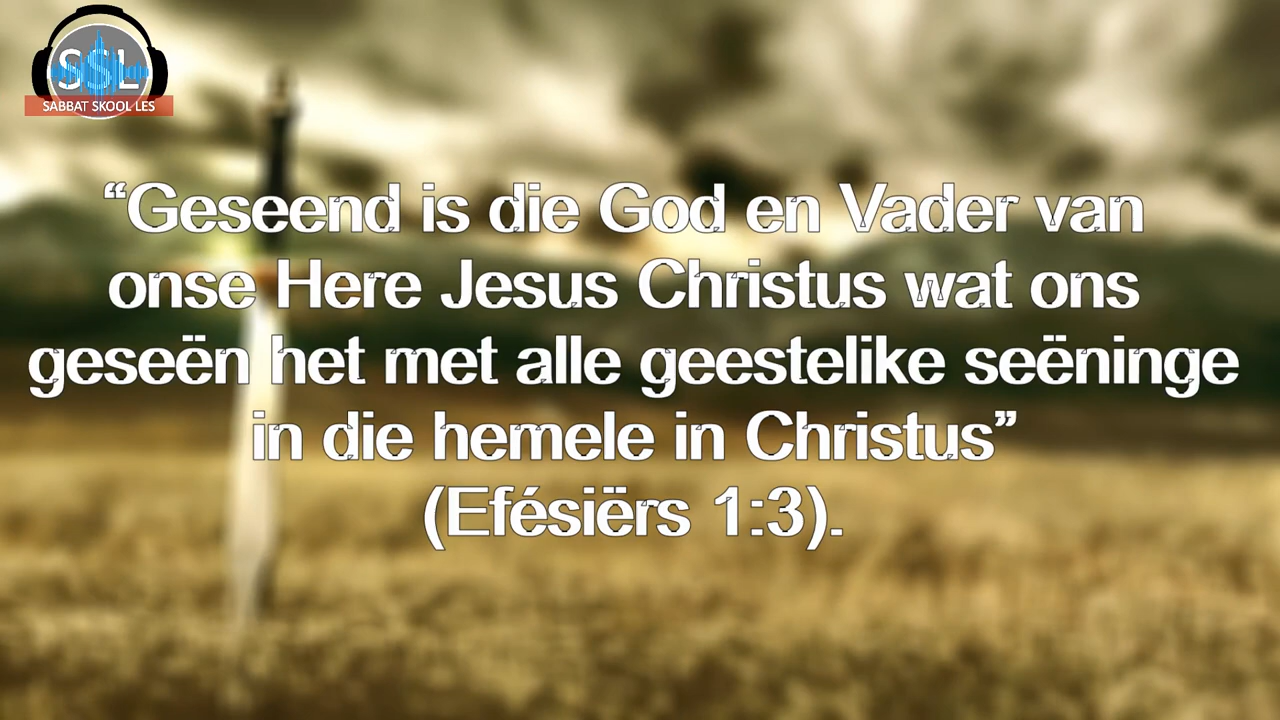 SSL
SABBAT SKOOL LES
“Geseend is die God en Vader van
onse Here Jesus Christus wat ons
geseën het met alle geestelike seëninge
in die hemele in Christus”
(Efésiërs 1:3).